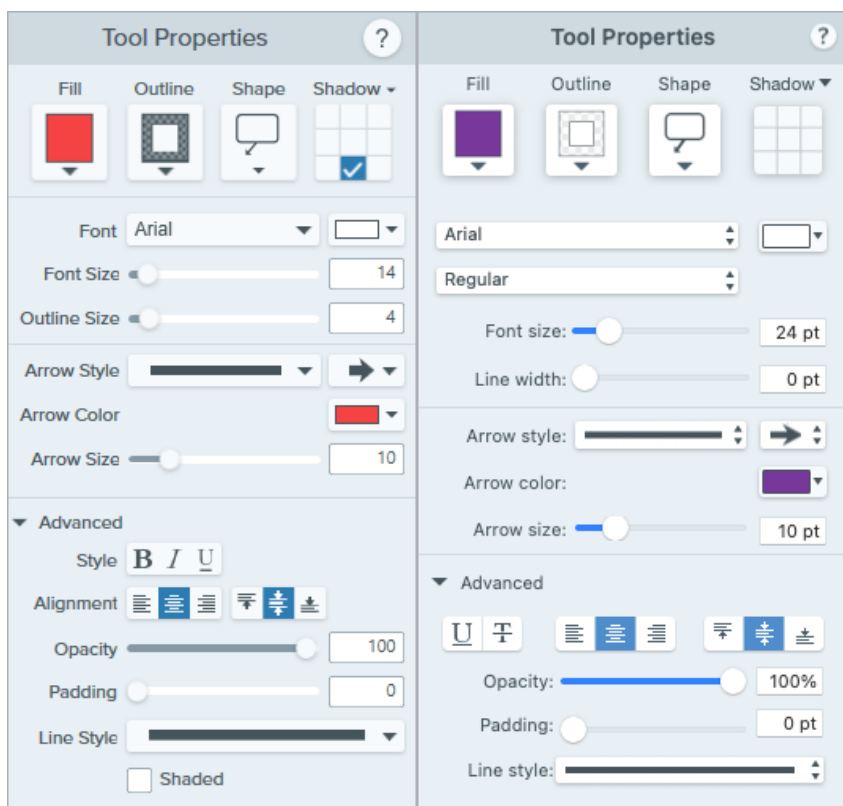 Tool Properties ?
Fill Outline Shape Shadow
Font Arial
Font Size 14
Outline Size 4
Arrow Style
Arrow Color
Arrow Size 10
Advanced
Style B I U
Alignment
Opacity 100
Padding 0
Line Style
Shaded
Tool Properties ?
Fill Outline Shape Shadow
Arial
Regular
Font size: 24 pt
Line width: 0 pt
Arrow style:
Arrow color:
Arrow size: 10 pt
Advanced
U T
Opacity: 100%
Padding: 0 pt
Line style: